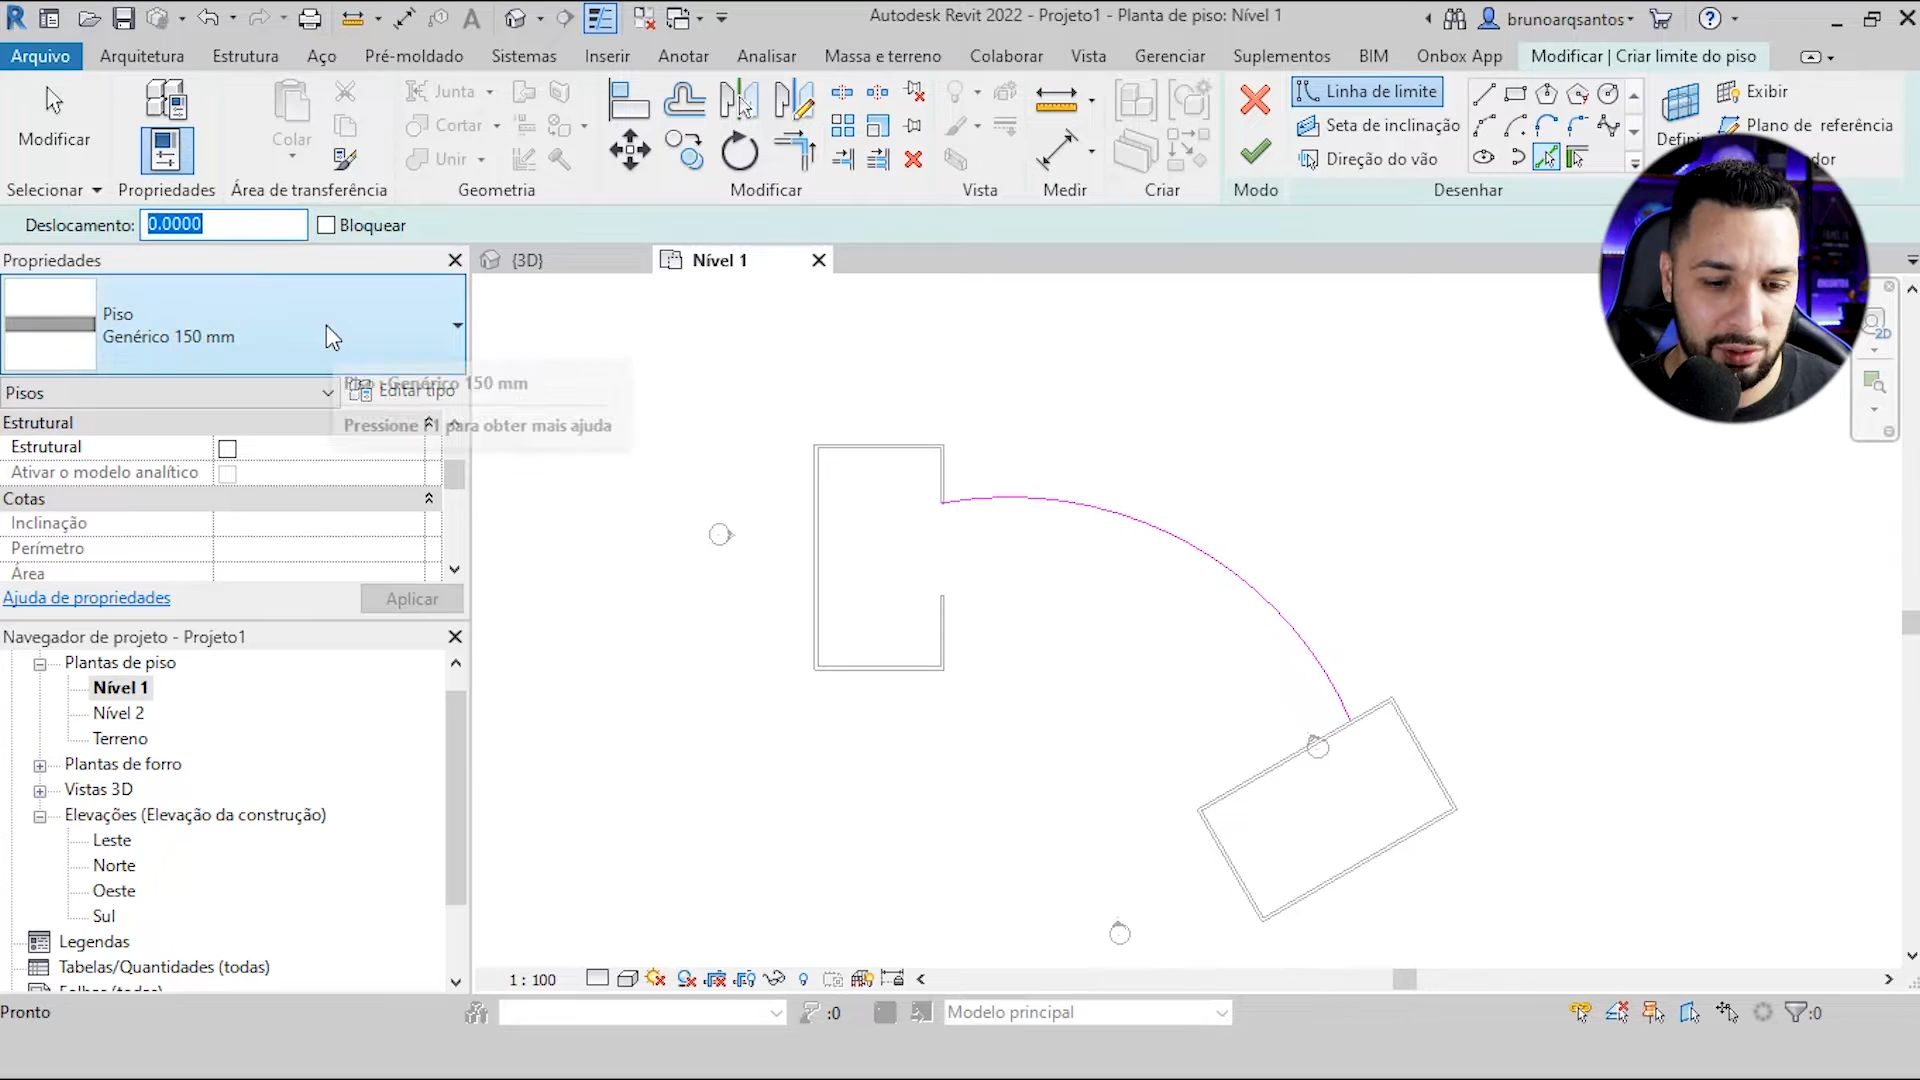 Autodesk Revit 2022 - Projeto1 - Planta de piso: Nível 1
brunoarqsantos
Arquivo Arquitetura Estrutura Aço Pré-moldado Sistemas Inserir Anotar Analisar Massa e terreno Colaborar Vista Gerenciar Suplementos BIM Onbox App Modificar | Criar limite do piso
Modificar
Colar
Junta
Cortar
Unir
Linha de limite
Seta de inclinação
Direção do vão
Exibir
Plano de referência
Selecionar Propriedades Área de transferência Geometria Modificar Vista Medir Criar Modo Desenhar
Deslocamento: 0.0000 Bloquear
Propriedades
{3D} Nível 1
2D
Piso
Genérico 150 mm
Pisos
Editar tipo
Genérico 150 mm
Pressione F1 para obter mais ajuda
Estrutural
Estrutural
Ativar o modelo analítico
Cotas
Inclinação
Perímetro
Área
Ajuda de propriedades Aplicar
Navegador de projeto - Projeto1
Plantas de piso
Nível 1
Nível 2
Terreno
Plantas de forro
Vistas 3D
Elevações (Elevação da construção)
Leste
Norte
Oeste
Sul
Legendas
Tabelas/Quantidades (todas)
1 : 100
Pronto :0 Modelo principal :0